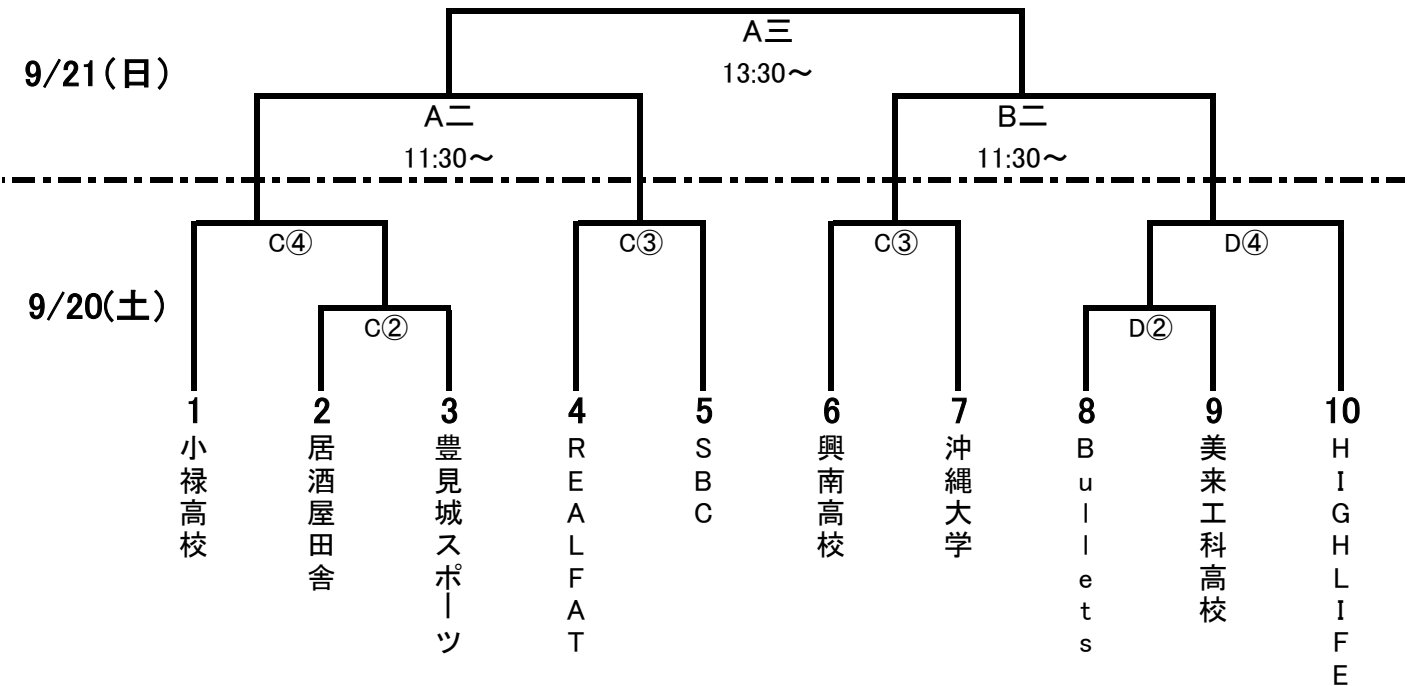 A三
13:30～
9/21(日)
A二
11:30～
B二
11:30～
C④
C③
C③
D④
9/20(土)
C②
D②
1
2
3
4
5
6
7
8
9
10
小禄高校
居酒屋田舎
豊見城スポーツ
REALFAT
SBC
興南高校
沖縄大学
Bullets
美来工科高校
HIGHLIFE